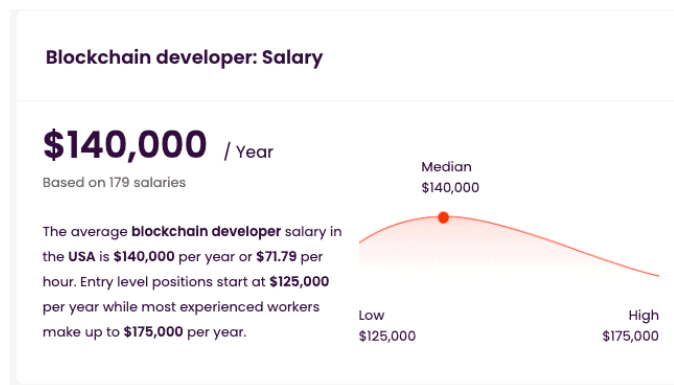 Blockchain developer: Salary
$140,000 / Year
Based on 179 salaries
The average blockchain developer salary in
the USA is $140,000 per year or $71.79 per
hour. Entry level positions start at $125,000
per year while most experienced workers
make up to $175,000 per year.
Median
$140,000
Low
$125,000
High
$175,000